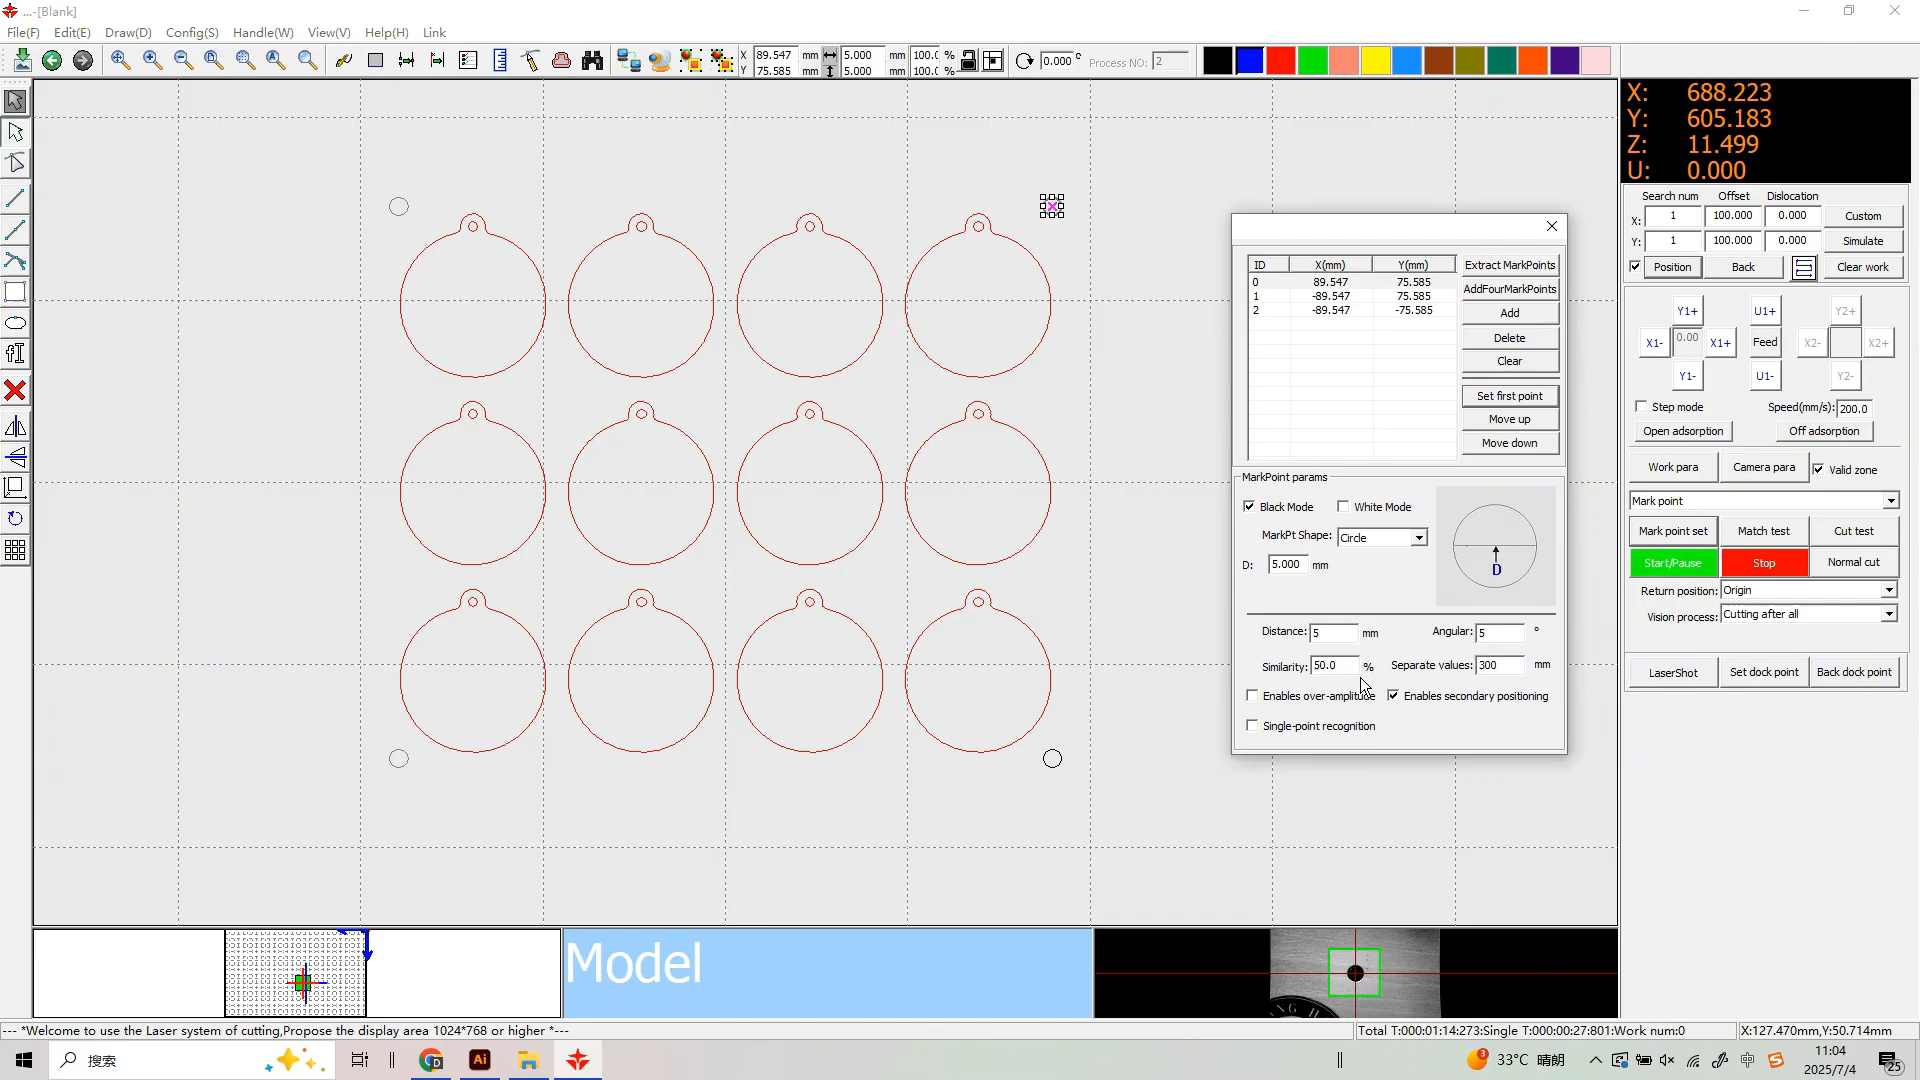 ...-[Blank]
File(F) Edit(E) Draw(D) Config(S) Handle(W) View(V) Help(H) Link
X 89.547 mm 5.000 mm 100.( %
Y 75.585 mm 5.000 mm 100.( %
0.000 ° Process NO: 2
X: 688.223
Y: 605.183
Z: 11.499
U: 0.000
Search num Offset Dislocation
X: 1 100.000 0.000 Custom
Y: 1 100.000 0.000 Simulate
Position Back Clear work
Y1+ U1+ Y2+
X1- 0.00 X1+ Feed X2- X2+
Y1- U1- Y2-
Step mode Speed(mm/s): 200.0
Open adsorption Off adsorption
Work para Camera para Valid zone
Mark point
Mark point set Match test Cut test
Start/Pause Stop Normal cut
Return position: Origin
Vision process: Cutting after all
LaserShot Set dock point Back dock point
ID X(mm) Y(mm)
0 89.547 75.585
1 -89.547 75.585
2 -89.547 -75.585
Extract MarkPoints
AddFourMarkPoints
Add
Delete
Clear
Set first point
Move up
Move down
MarkPoint params
Black Mode White Mode
MarkPt Shape: Circle
D: 5.000 mm
D
Distance: 5 mm Angular: 5 °
Similarity: 50.0 % Separate values: 300 mm
Enables over-amplitude Enables secondary positioning
Single-point recognition
Model
--- *Welcome to use the Laser system of cutting,Propose the display area 1024*768 or higher *---
Total T:000:01:14:273:Single T:000:00:27:801:Work num:0
X:127.470mm,Y:50.714mm
搜索
Ai
3
33°C 晴朗
中
11:04
2025/7/4
25